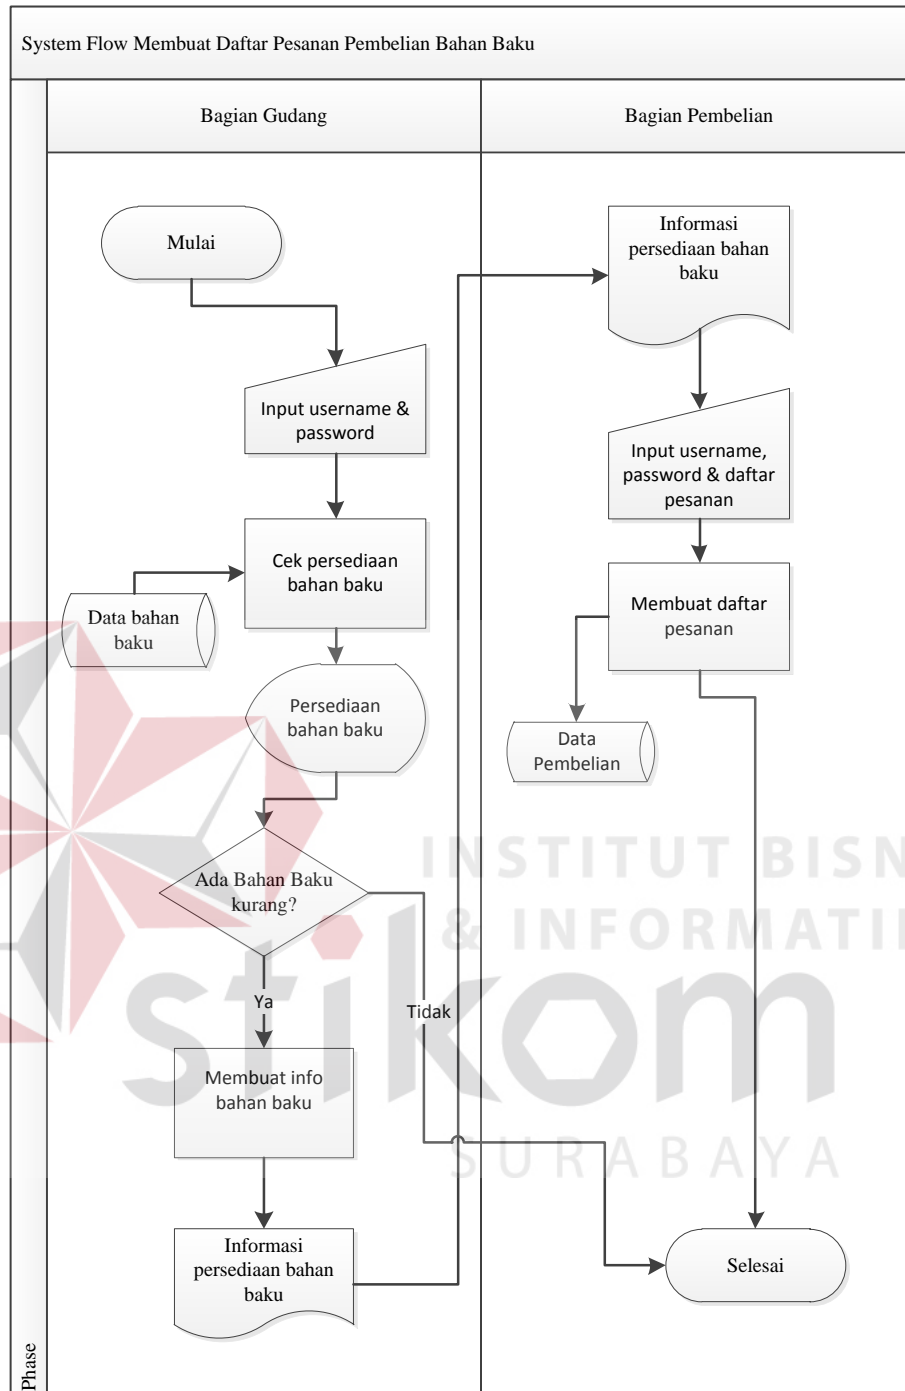 System Flow Membuat Daftar Pesanan Pembelian Bahan Baku
Bagian Gudang
Bagian Pembelian
Mulai
Input username &
password
Cek persediaan
bahan baku
Data bahan
baku
Persediaan
bahan baku
Ada Bahan Baku
kurang?
Ya
Tidak
Membuat info
bahan baku
Informasi
persediaan bahan
baku
Informasi
persediaan bahan
baku
Input username,
password & daftar
pesanan
Membuat daftar
pesanan
Data
Pembelian
Selesai
Phase
INSTITUT BISN
& INFORMATI
stikom
SURABAYA